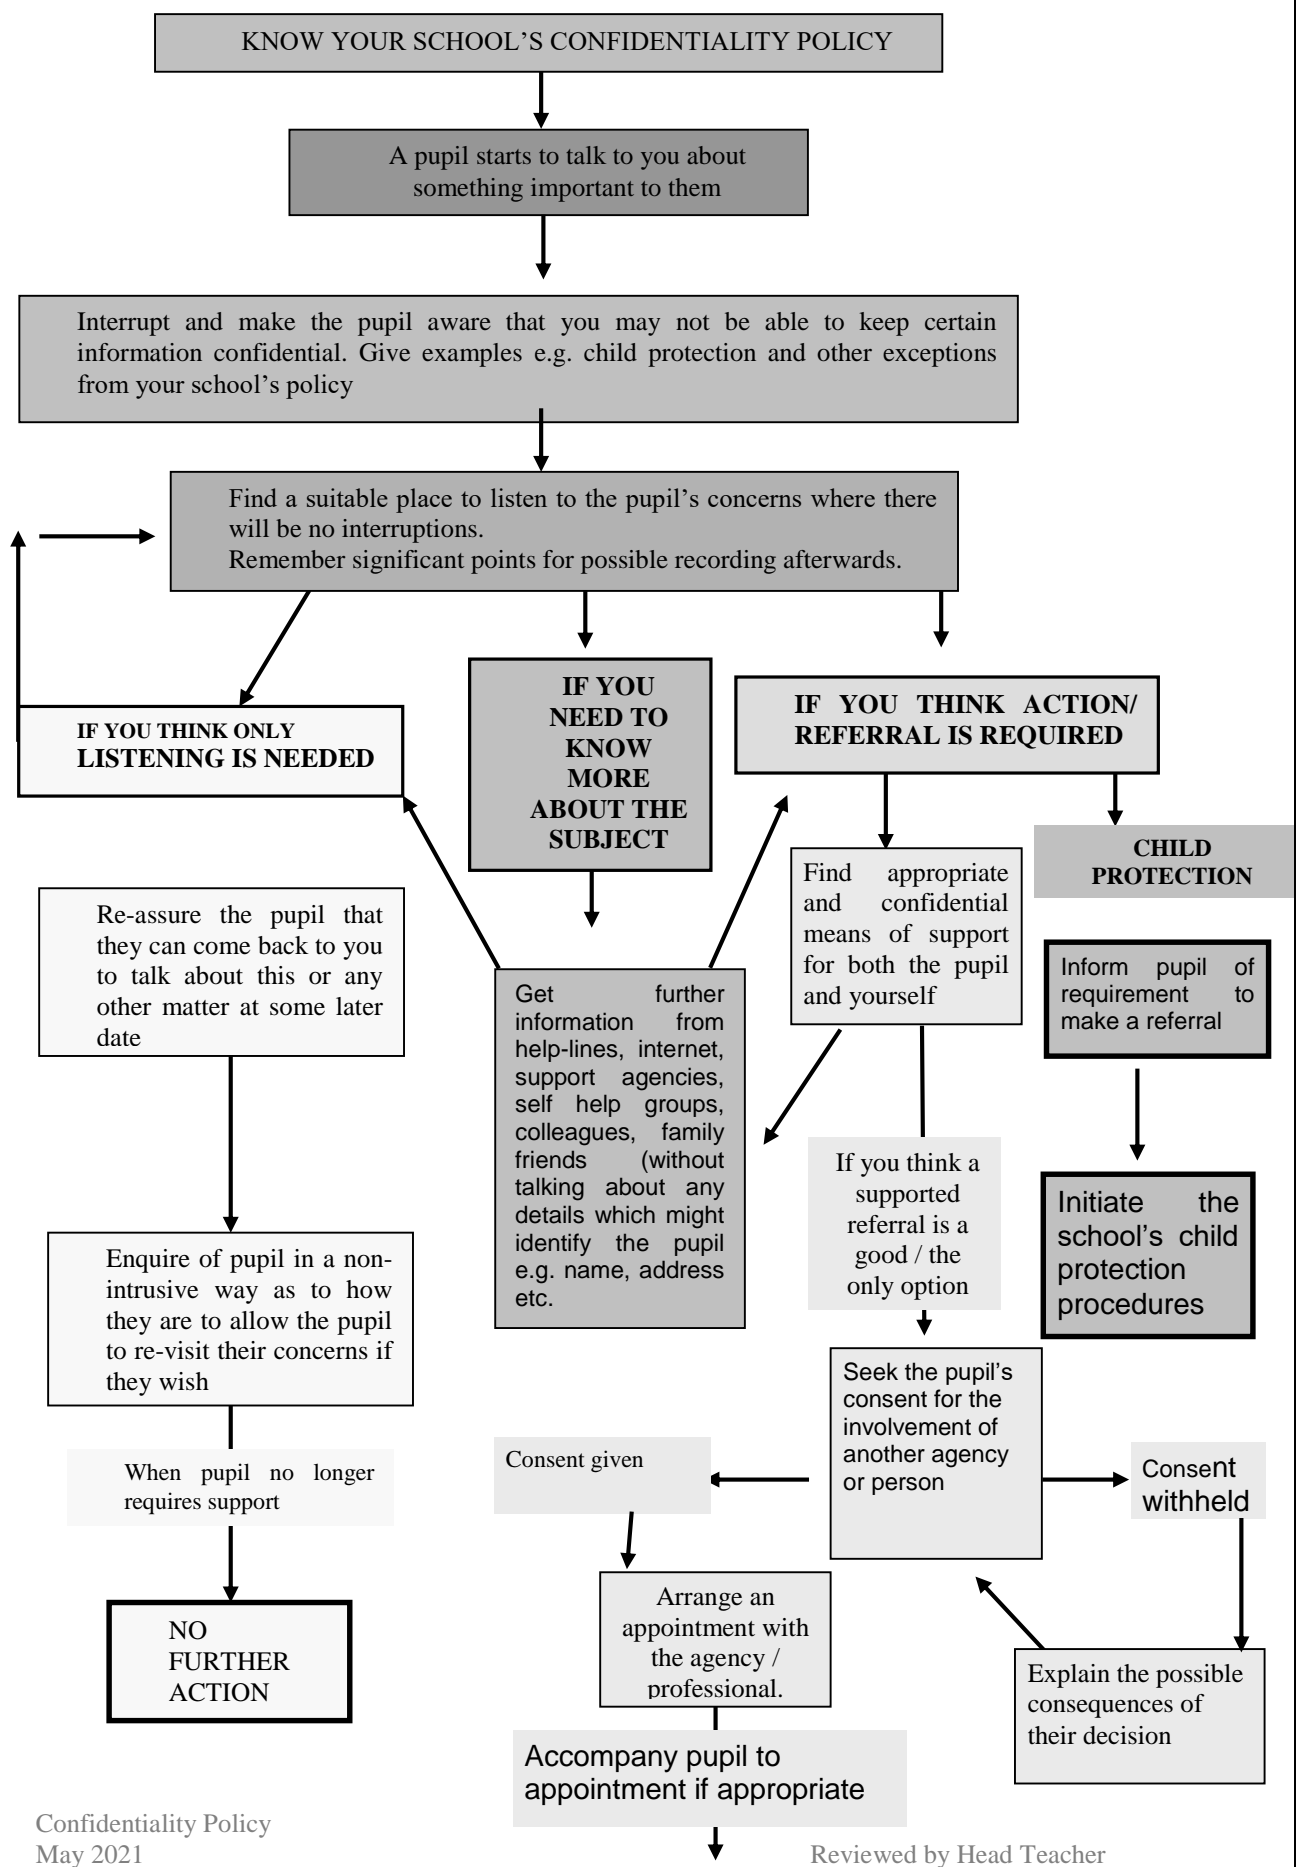 KNOW YOUR SCHOOL’S CONFIDENTIALITY POLICY
A pupil starts to talk to you about
something important to them
Interrupt and make the pupil aware that you may not be able to keep certain
information confidential. Give examples e.g. child protection and other exceptions
from your school’s policy
Find a suitable place to listen to the pupil’s concerns where there
will be no interruptions.
Remember significant points for possible recording afterwards.
IF YOU THINK ONLY
LISTENING IS NEEDED
IF YOU
NEED TO
KNOW
MORE
ABOUT THE
SUBJECT
IF YOU THINK ACTION/
REFERRAL IS REQUIRED
CHILD
PROTECTION
Re-assure the pupil that
they can come back to you
to talk about this or any
other matter at some later
date
Get further
information from
help-lines, internet,
support agencies,
self help groups,
colleagues, family
friends (without
talking about any
details which might
identify the pupil
e.g. name, address
etc.
Find appropriate
and confidential
means of support
for both the pupil
and yourself
Inform pupil of
requirement to
make a referral
If you think a
supported
referral is a
good / the
only option
Initiate the
school’s child
protection
procedures
Enquire of pupil in a non-
intrusive way as to how
they are to allow the pupil
to re-visit their concerns if
they wish
Seek the pupil’s
consent for the
involvement of
another agency
or person
When pupil no longer
requires support
Consent given
Consent
withheld
NO
FURTHER
ACTION
Arrange an
appointment with
the agency /
professional.
Explain the possible
consequences of
their decision
Accompany pupil to
appointment if appropriate
Confidentiality Policy
May 2021
Reviewed by Head Teacher